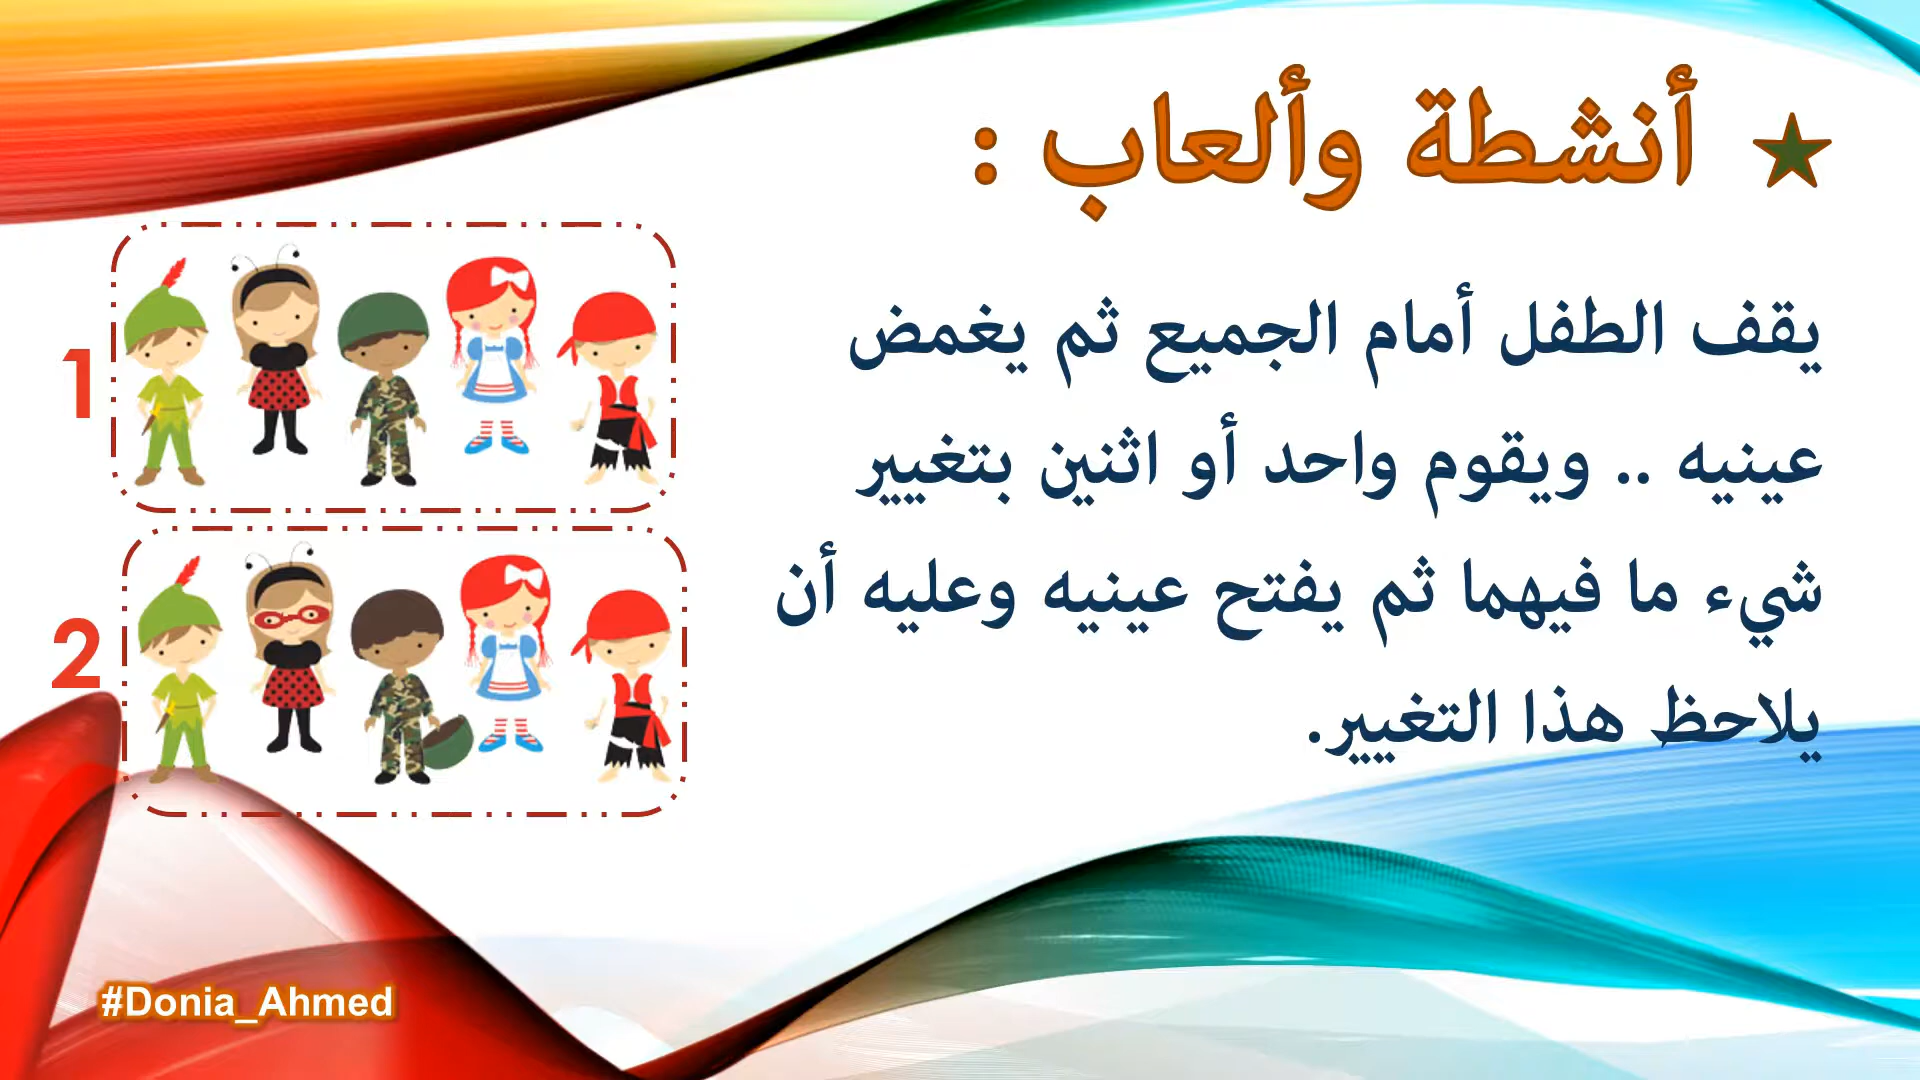 أنشطة وألعاب :
يقف الطفل أمام الجميع ثم يغمض
عينيه .. ويقوم واحد أو اثنين بتغيير
شيء ما فيهما ثم يفتح عينيه وعليه أن
يلاحظ هذا التغيير.
1
2
#Donia_Ahmed